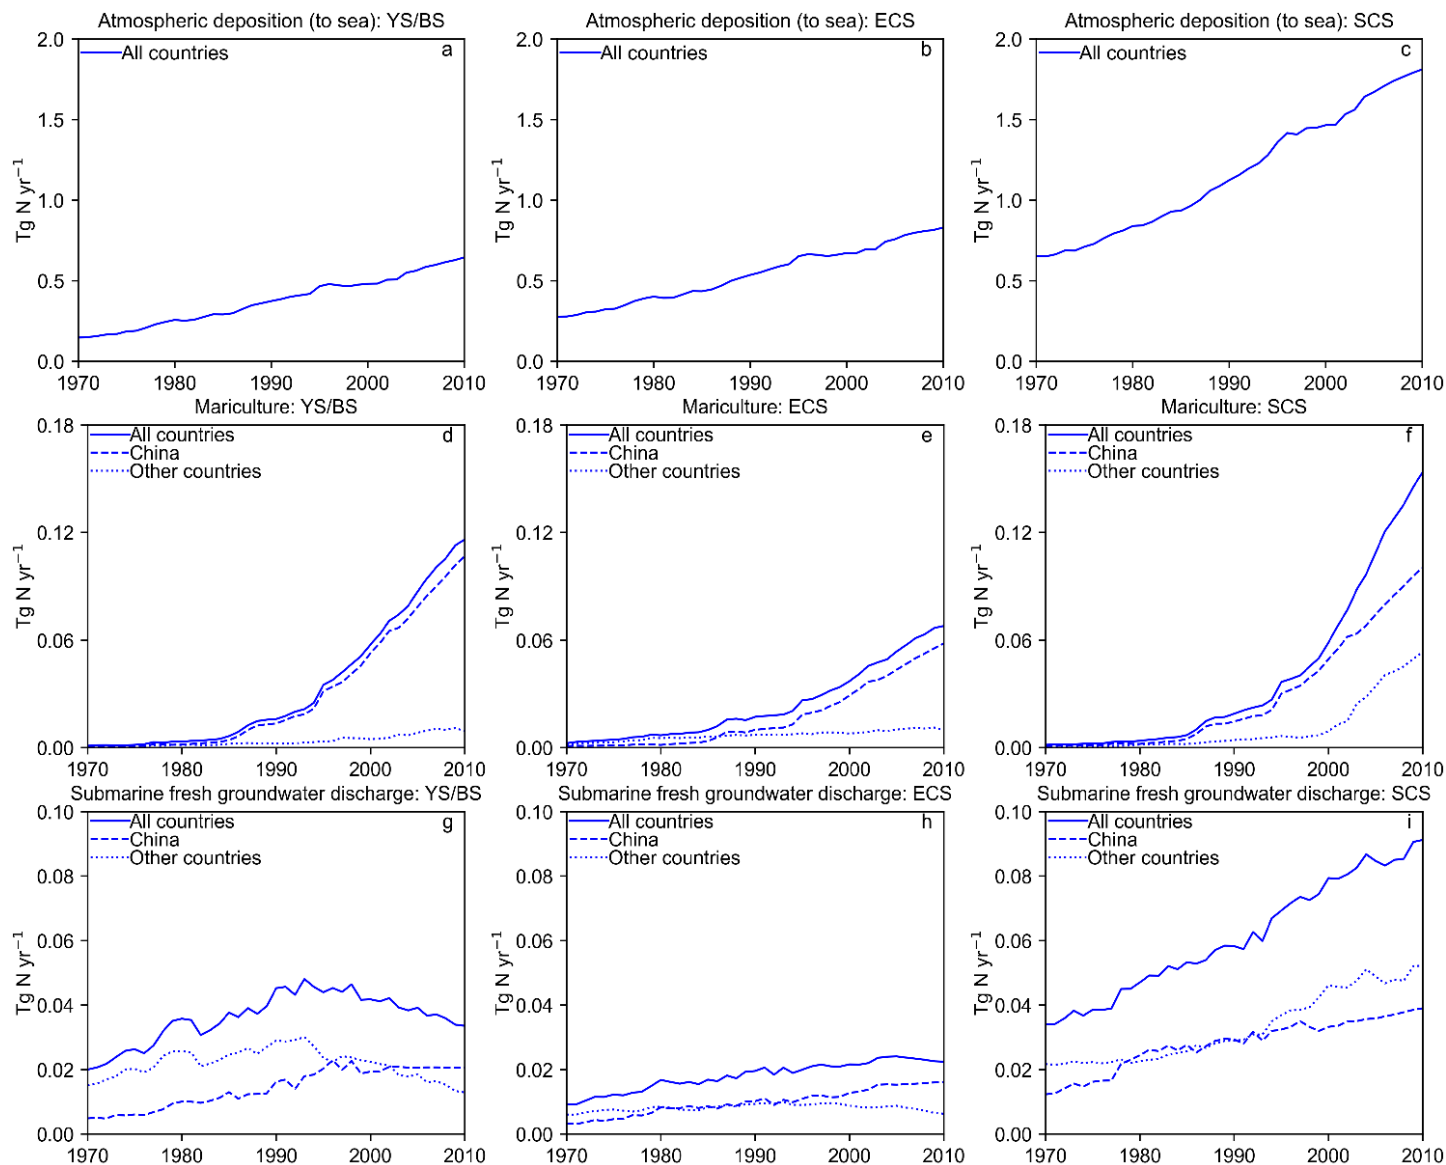 Atmospheric deposition (to sea): YS/BS
a
All countries
Tg N yr⁻¹
2.0
1.5
1.0
0.5
0.0
1970 1980 1990 2000 2010
Atmospheric deposition (to sea): ECS
b
All countries
Tg N yr⁻¹
2.0
1.5
1.0
0.5
0.0
1970 1980 1990 2000 2010
Atmospheric deposition (to sea): SCS
c
All countries
Tg N yr⁻¹
2.0
1.5
1.0
0.5
0.0
1970 1980 1990 2000 2010
Mariculture: YS/BS
d
All countries
China
Other countries
Tg N yr⁻¹
0.18
0.12
0.06
0.00
1970 1980 1990 2000 2010
Mariculture: ECS
e
All countries
China
Other countries
Tg N yr⁻¹
0.18
0.12
0.06
0.00
1970 1980 1990 2000 2010
Mariculture: SCS
f
All countries
China
Other countries
Tg N yr⁻¹
0.18
0.12
0.06
0.00
1970 1980 1990 2000 2010
Submarine fresh groundwater discharge: YS/BS
g
All countries
China
Other countries
Tg N yr⁻¹
0.10
0.08
0.06
0.04
0.02
0.00
1970 1980 1990 2000 2010
Submarine fresh groundwater discharge: ECS
h
All countries
China
Other countries
Tg N yr⁻¹
0.10
0.08
0.06
0.04
0.02
0.00
1970 1980 1990 2000 2010
Submarine fresh groundwater discharge: SCS
i
All countries
China
Other countries
Tg N yr⁻¹
0.10
0.08
0.06
0.04
0.02
0.00
1970 1980 1990 2000 2010